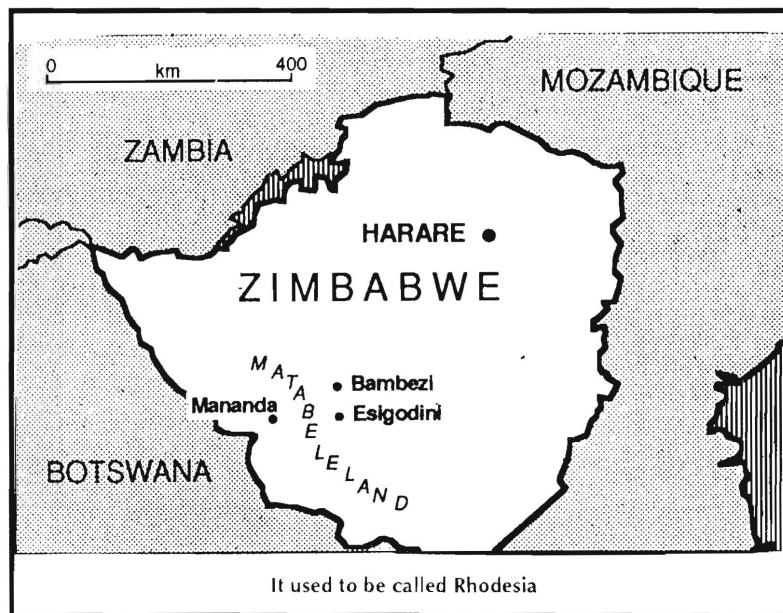 0 400
km
MOZAMBIQUE
ZAMBIA
HARARE
ZIMBABWE
MATABELELAND
Bambezi
Mananda
Esigodini
BOTSWANA
It used to be called Rhodesia